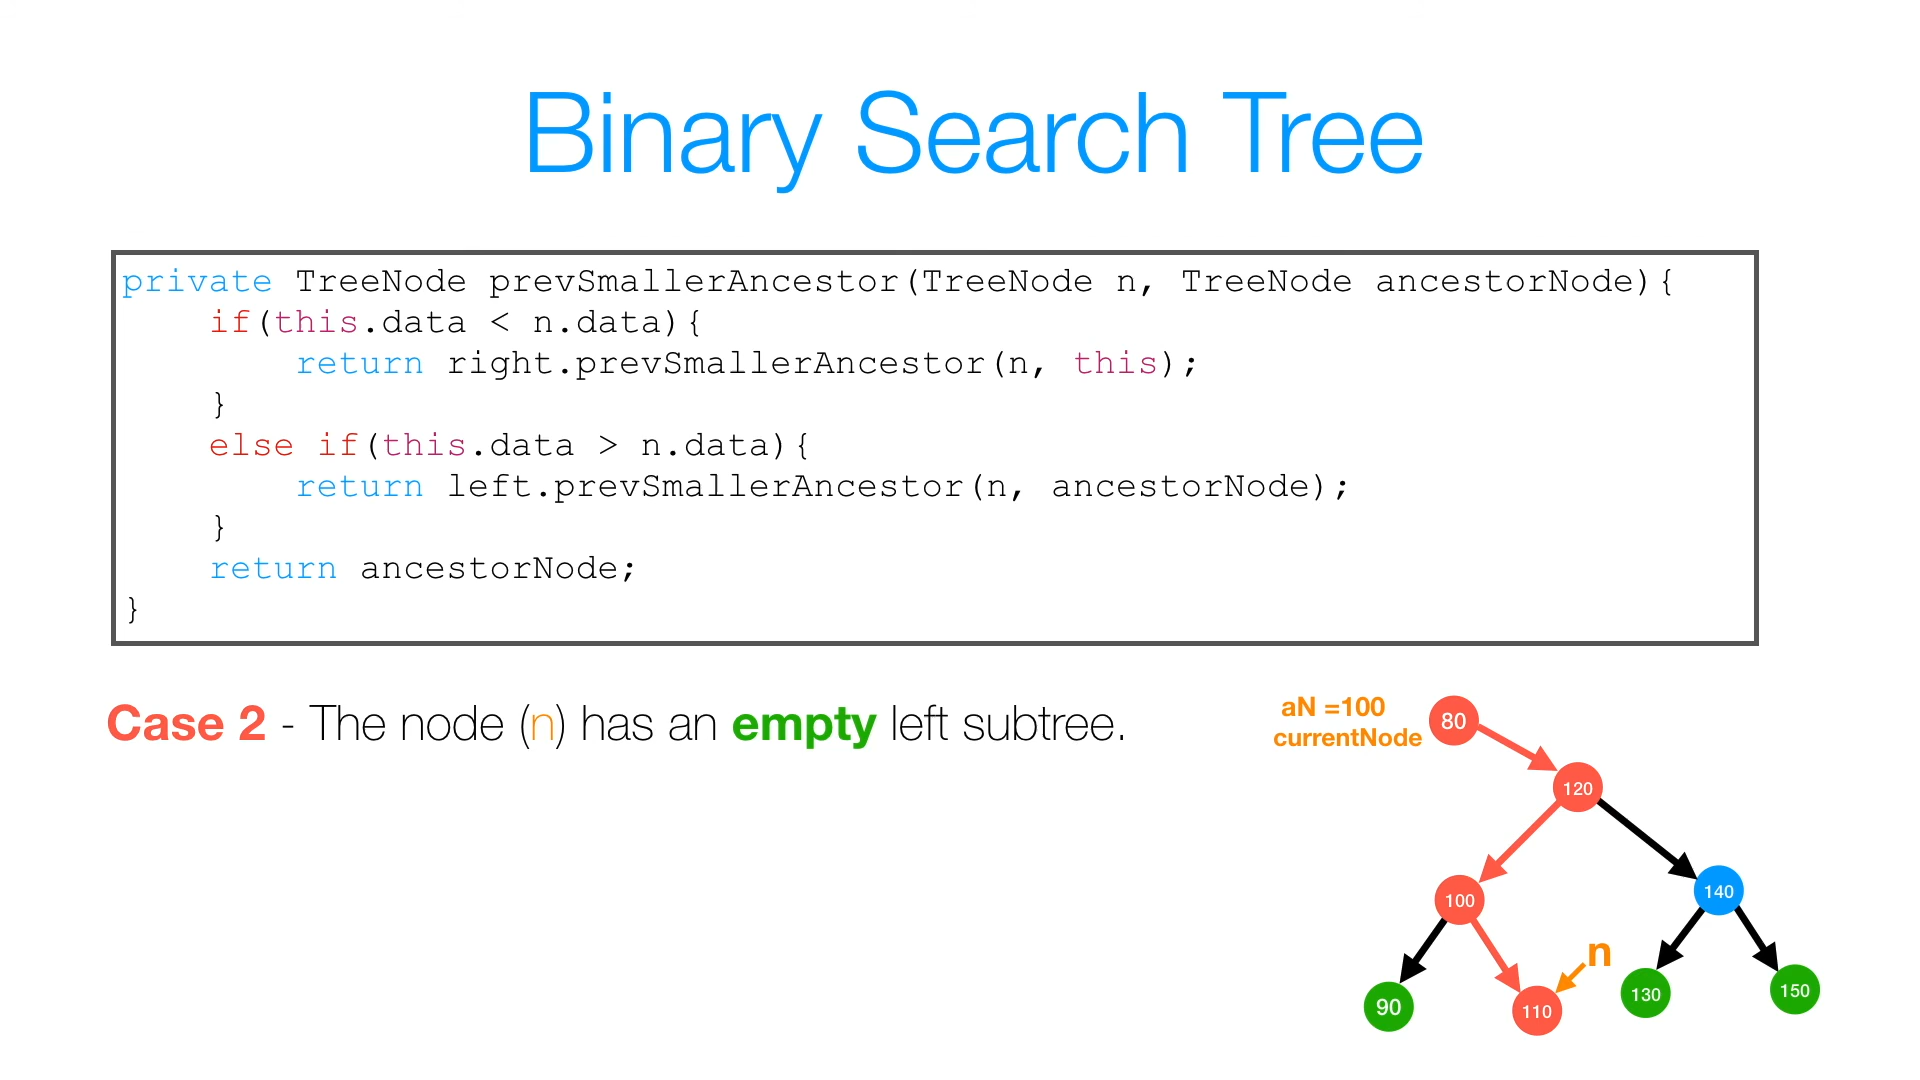 Binary Search Tree
private TreeNode prevSmallerAncestor(TreeNode n, TreeNode ancestorNode){
if(this.data < n.data){
return right.prevSmallerAncestor(n, this);
}
else if(this.data > n.data){
return left.prevSmallerAncestor(n, ancestorNode);
}
return ancestorNode;
}
Case 2 - The node (n) has an empty left subtree.
aN =100
currentNode
80
120
100
140
n
90
110
130
150